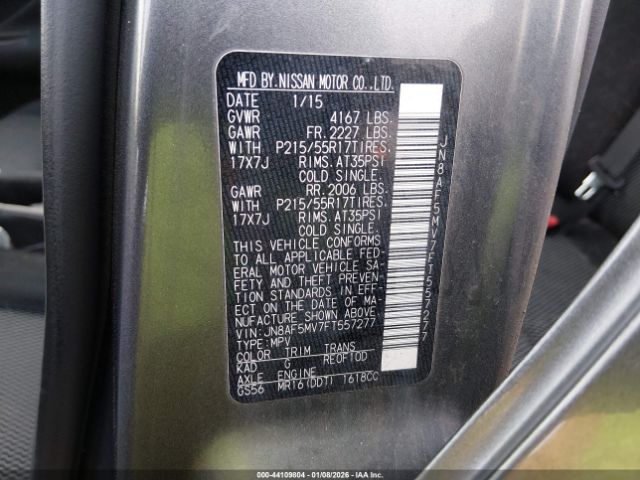 MFD BY.NISSAN MOTOR CO.,LTD.
DATE 1/15
GVWR 4167 LBS.
GAWR FR. 2227 LBS.
WITH P215/55R17TIRES.
17X7J RIMS. AT35PSI
COLD SINGLE.
GAWR RR. 2006 LBS.
WITH P215/55R17TIRES.
17X7J RIMS. AT35PSI
COLD SINGLE.
THIS VEHICLE CONFORMS
TO ALL APPLICABLE FED-
ERAL MOTOR VEHICLE SA-
FETY AND THEFT PREVEN-
TION STANDARDS IN EFF-
ECT ON THE DATE OF MA-
NUFACTURE SHOWN ABOVE.
VIN:JN8AF5MV7FT557277
TYPE:MPV
COLOR TRIM TRANS
KAD G RE0F10D
AXLE ENGINE
GS56 MR16(DDT) 1618CC
JN8AF5MV7FT557277
000-44109804 - 01/08/2026 - COPART, INC.